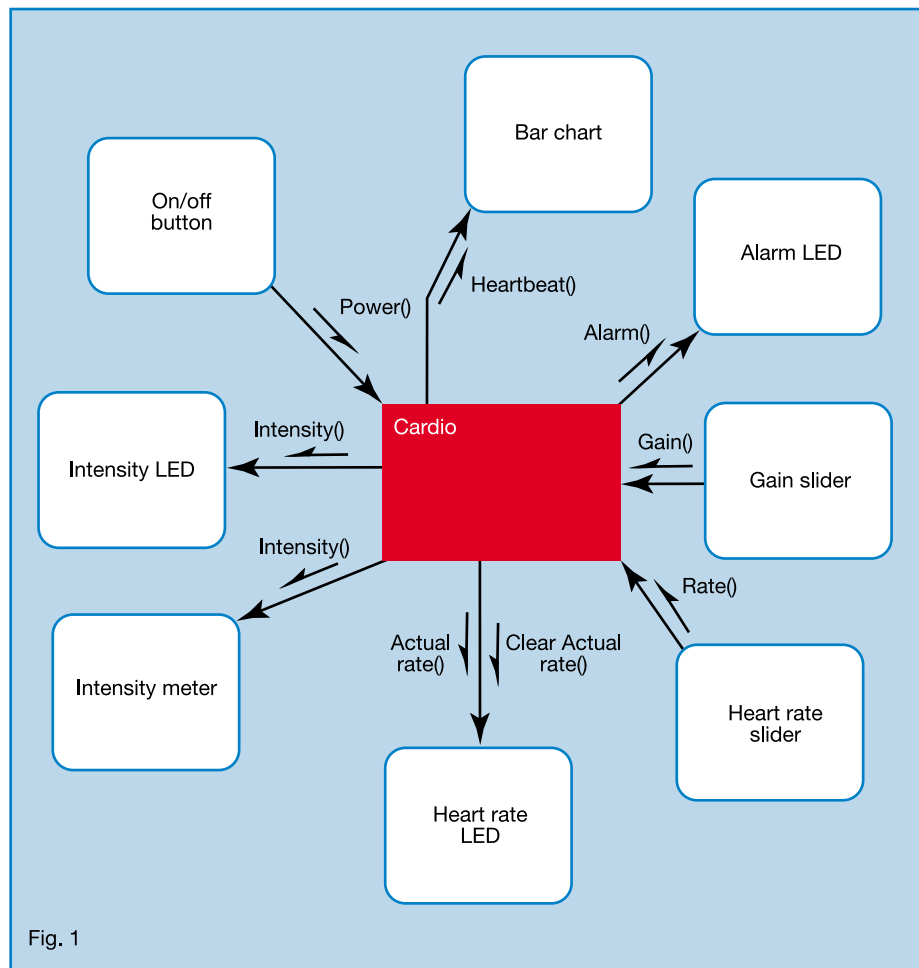 Bar chart
On/off
button
Alarm LED
Power()
Heartbeat()
Alarm()
Cardio
Intensity()
Intensity LED
Gain()
Gain slider
Intensity()
Rate()
Intensity meter
Actual
rate()
Clear Actual
rate()
Heart rate
slider
Heart rate
LED
Fig. 1